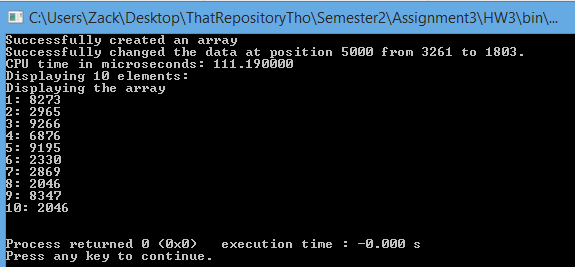 C:\Users\Zack\Desktop\ThatRepositoryTho\Semester2\Assignment3\HW3\bin\...
Successfully created an array
Successfully changed the data at position 5000 from 3261 to 1803.
CPU time in microseconds: 111.190000
Displaying 10 elements:
Displaying the array
1: 8273
2: 2965
3: 9266
4: 6876
5: 9195
6: 2330
7: 2869
8: 2046
9: 8347
10: 2046
Process returned 0 (0x0)   execution time : -0.000 s
Press any key to continue.